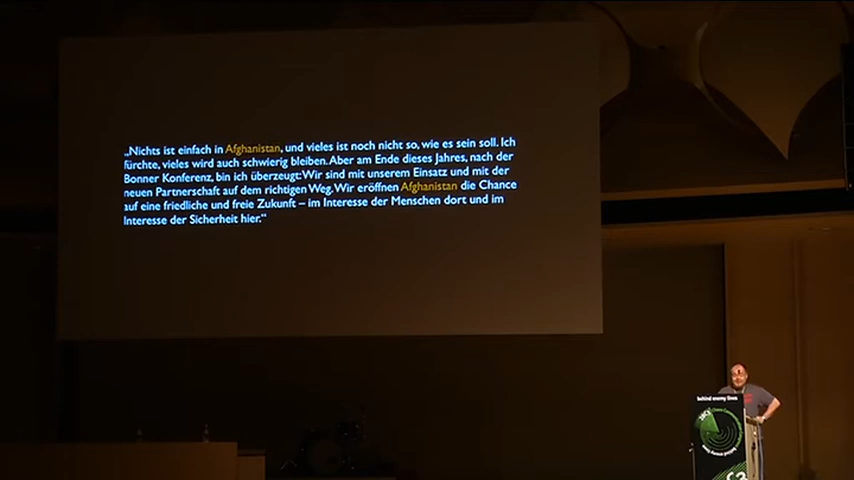 „Nichts ist einfach in Afghanistan, und vieles ist noch nicht so, wie es sein soll. Ich
fürchte, vieles wird auch schwierig bleiben. Aber am Ende dieses Jahres, nach der
Bonner Konferenz, bin ich überzeugt: Wir sind mit unserem Einsatz und mit der
neuen Partnerschaft auf dem richtigen Weg. Wir eröffnen Afghanistan die Chance
auf eine friedliche und freie Zukunft – im Interesse der Menschen dort und im
Interesse der Sicherheit hier.“
behind enemy lines